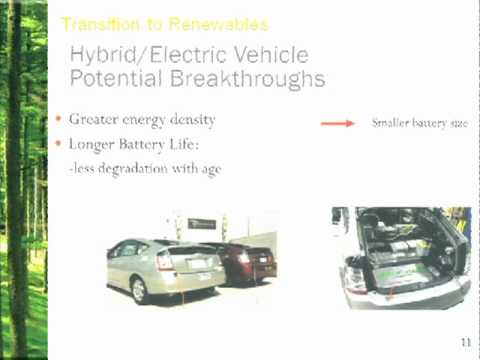 Transition to Renewables
Hybrid/Electric Vehicle
Potential Breakthroughs
• Greater energy density
Smaller battery size
• Longer Battery Life:
-less degradation with age
11